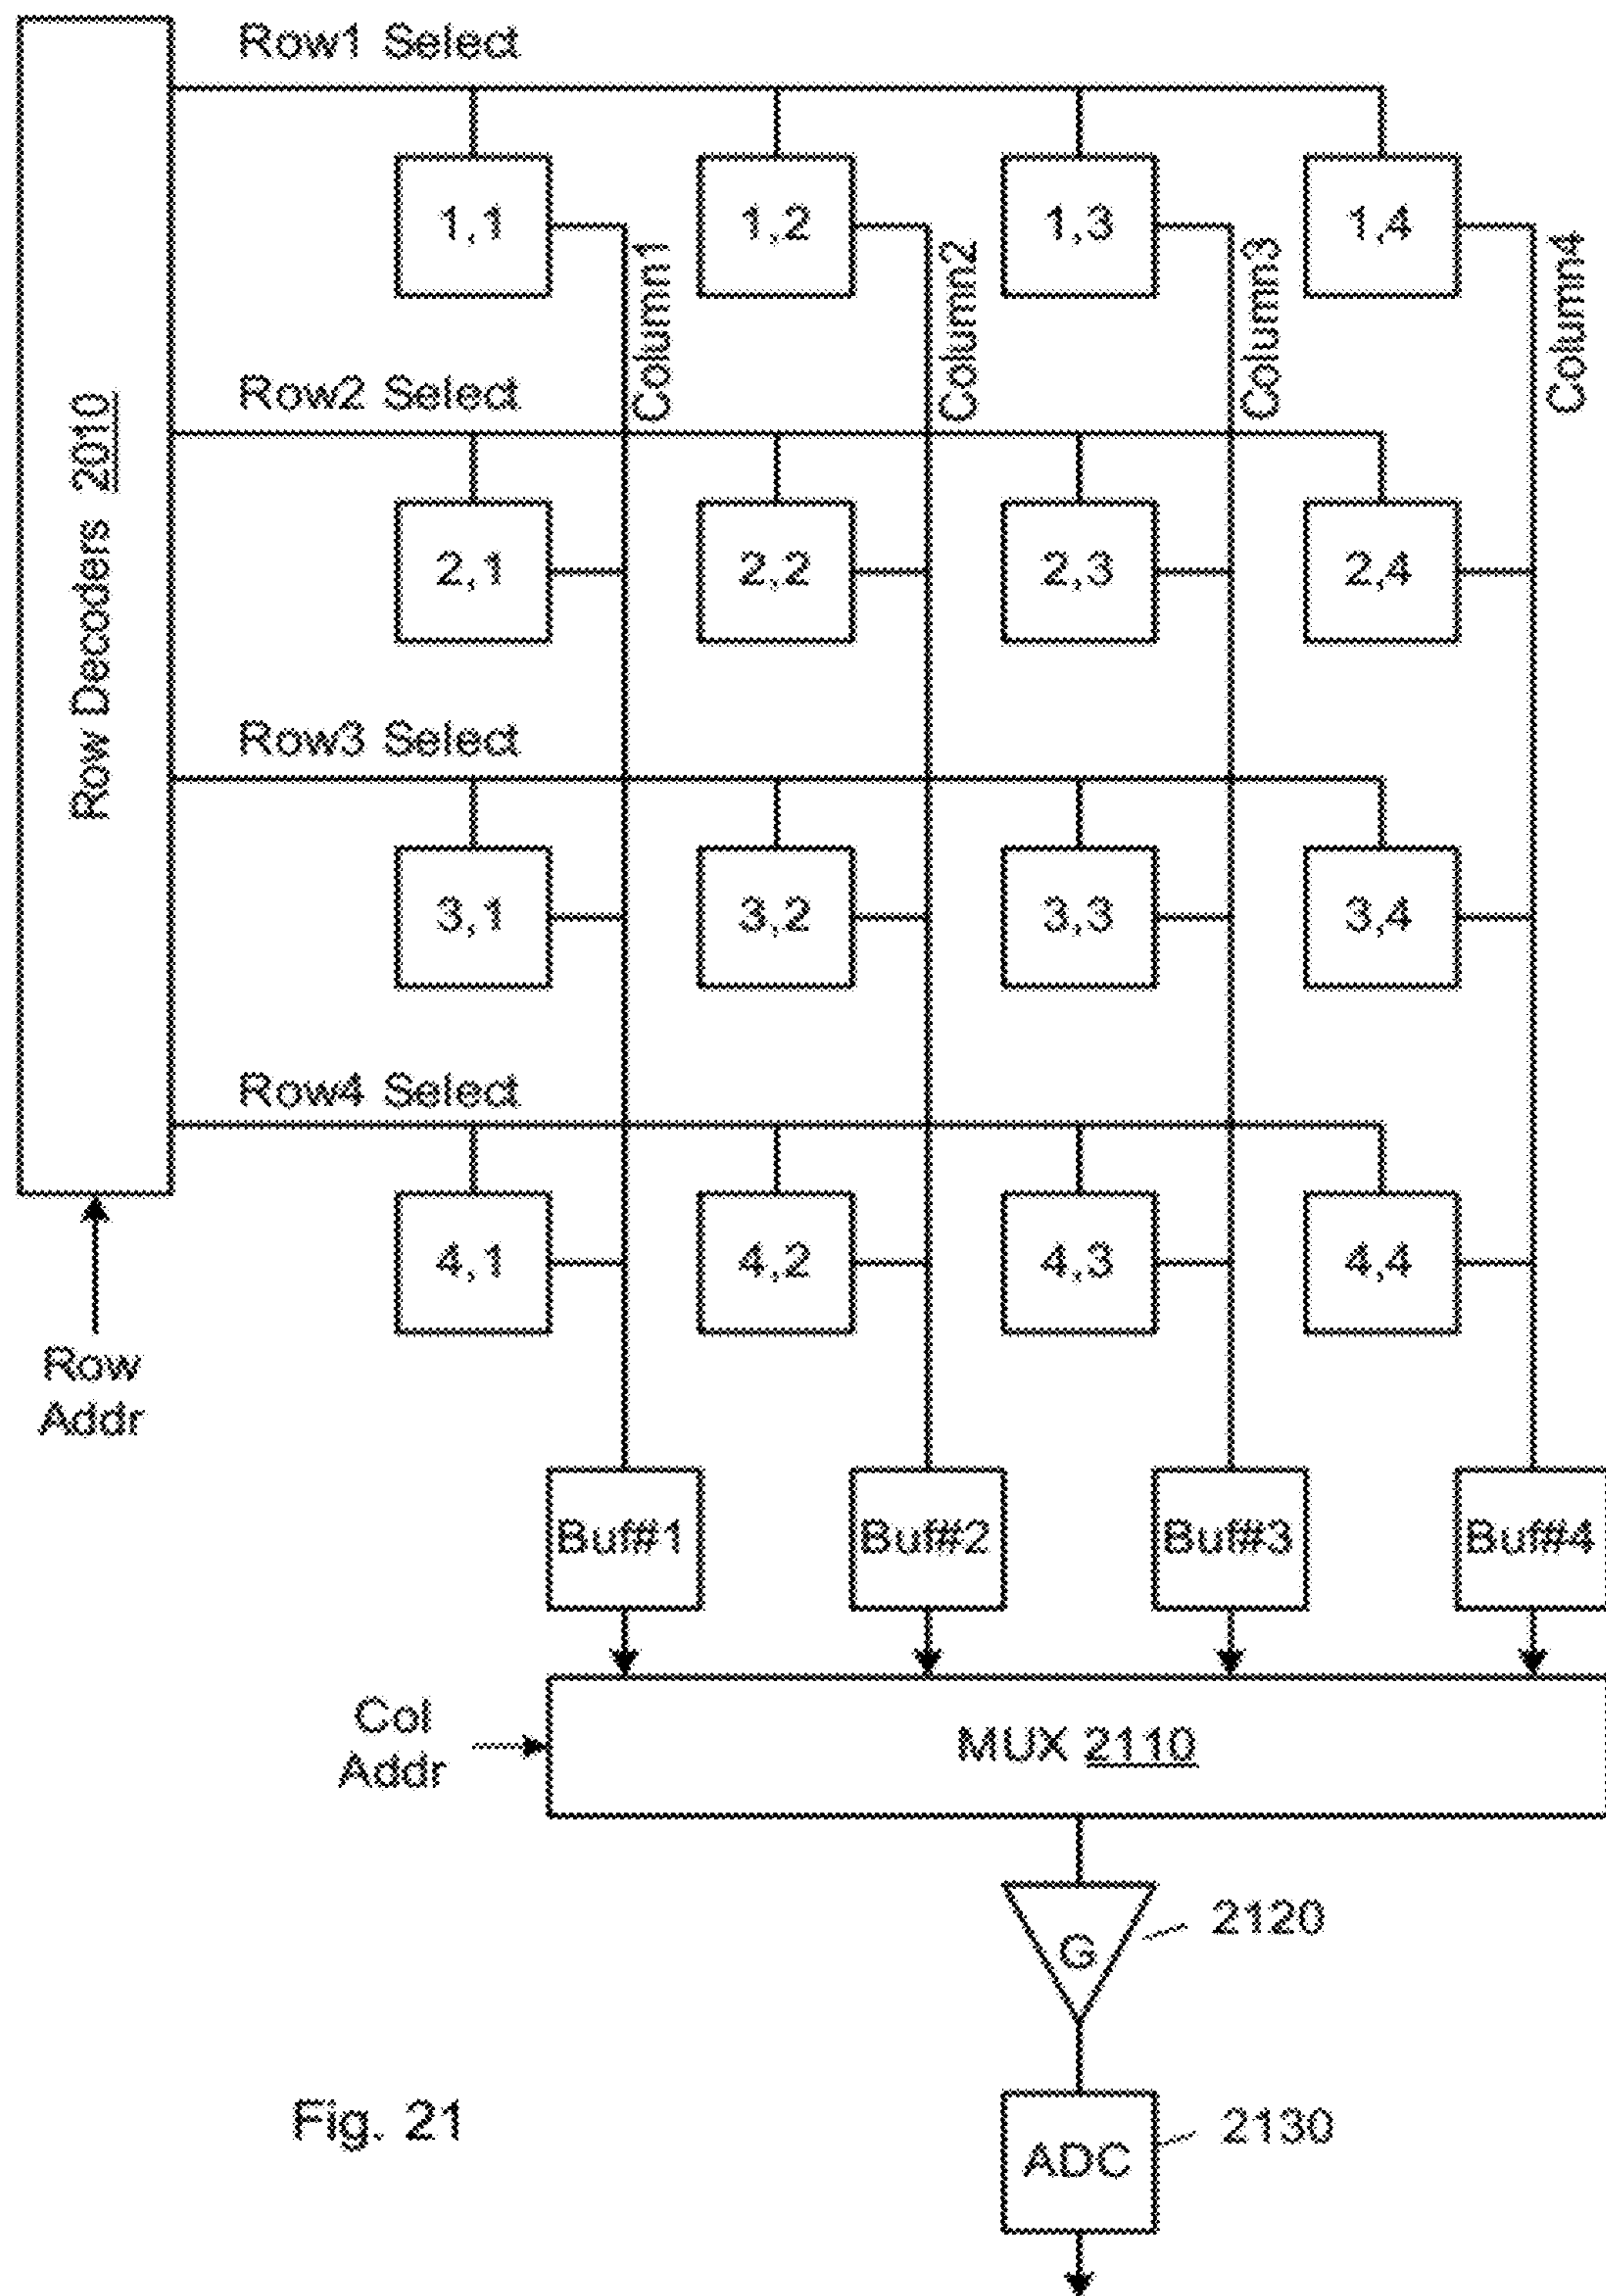 Row1 Select
1,1
1,2
1,3
1,4
Column1
Column2
Column3
Column4
Row Decoders 2010
Row2 Select
2,1
2,2
2,3
2,4
Row3 Select
3,1
3,2
3,3
3,4
Row4 Select
4,1
4,2
4,3
4,4
Row
Addr
Buf#1
Buf#2
Buf#3
Buf#4
Col
Addr
MUX 2110
G
2120
Fig. 21
ADC
2130